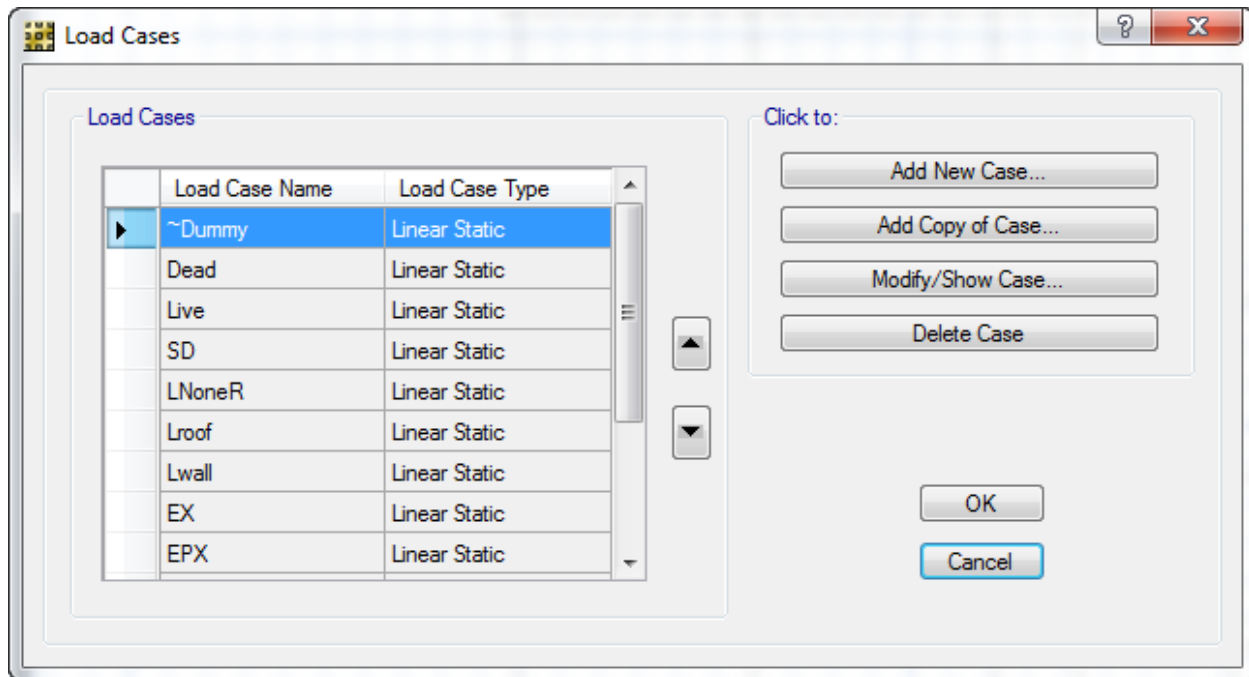 Load Cases
Load Cases
Click to:
Load Case Name Load Case Type
~Dummy Linear Static
Dead Linear Static
Live Linear Static
SD Linear Static
LNoneR Linear Static
Lroof Linear Static
Lwall Linear Static
EX Linear Static
EPX Linear Static
Add New Case...
Add Copy of Case...
Modify/Show Case...
Delete Case
OK
Cancel